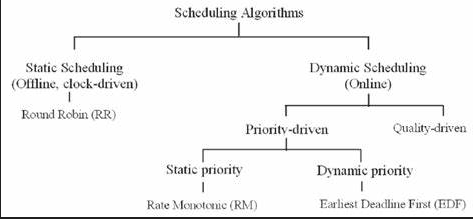 Scheduling Algorithms
Static Scheduling
(Offline, clock-driven)
Dynamic Scheduling
(Online)
Round Robin (RR)
Priority-driven
Quality-driven
Static priority
Dynamic priority
Rate Monotonic (RM)
Earliest Deadline First (EDF)